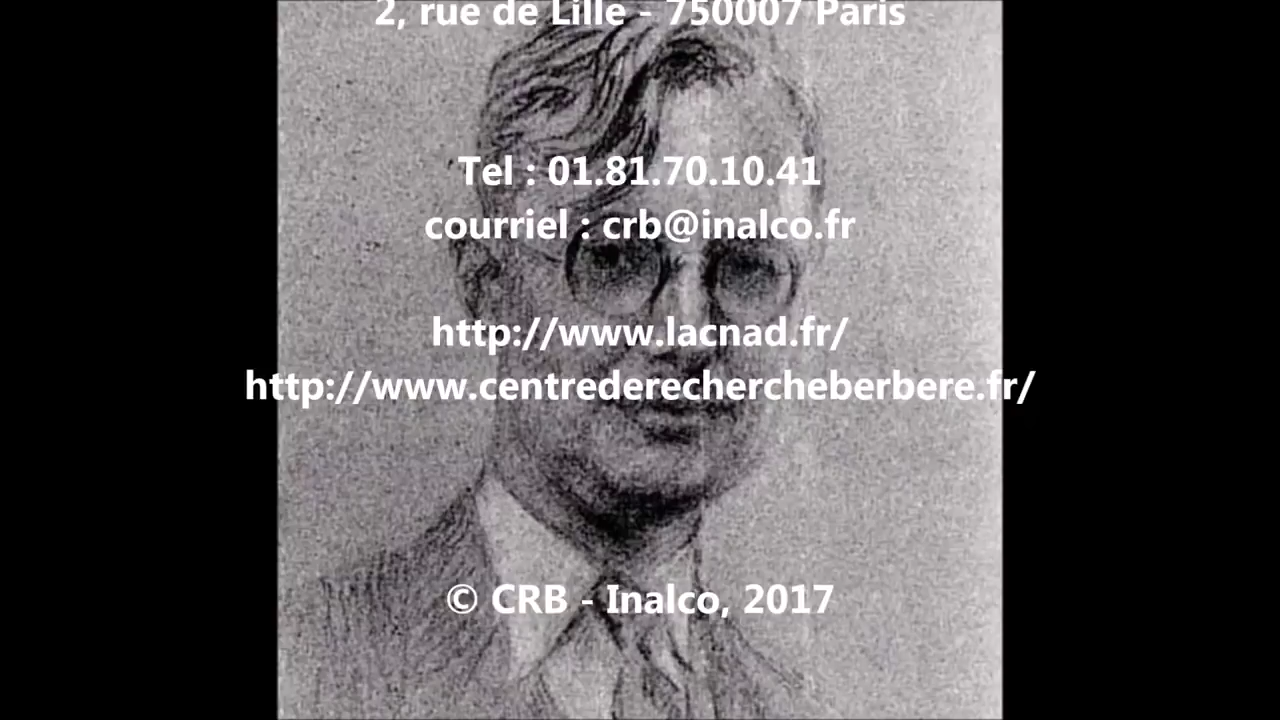 2, rue de Lille - 750007 Paris
Tel : 01.81.70.10.41
courriel : crb@inalco.fr
http://www.lacnad.fr/
http://www.centrederechercheberbere.fr/
© CRB - Inalco, 2017